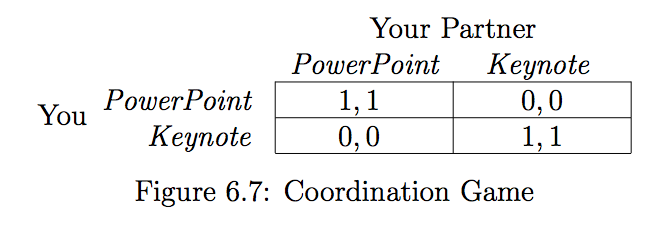 Your Partner
PowerPoint Keynote
PowerPoint 1, 1 0, 0
You
Keynote 0, 0 1, 1
Figure 6.7: Coordination Game